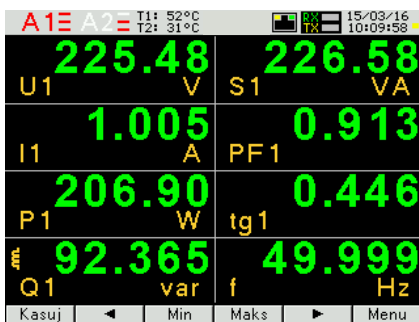 A1 A2 T1: 52°C 15/03/16
T2: 31°C RX TX 10:09:58
225.48 226.58
U1 V S1 VA
1.005 0.913
I1 A PF1
206.90 0.446
P1 W tg1
92.365 49.999
Q1 var f Hz
Kasuj ◄ Min Maks ► Menu